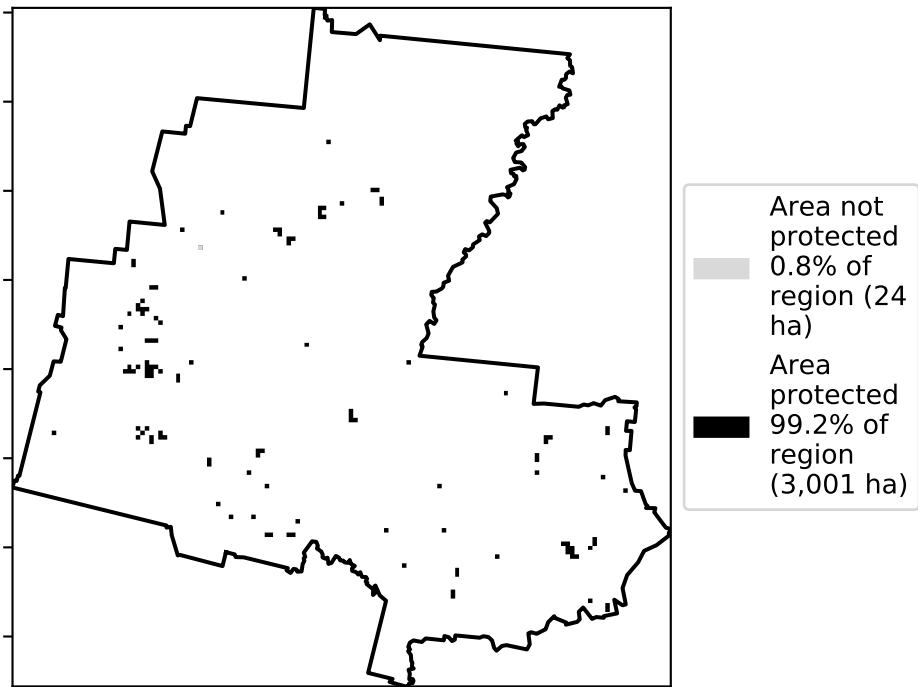 Area not
protected
0.8% of
region (24
ha)
Area
protected
99.2% of
region
(3,001 ha)